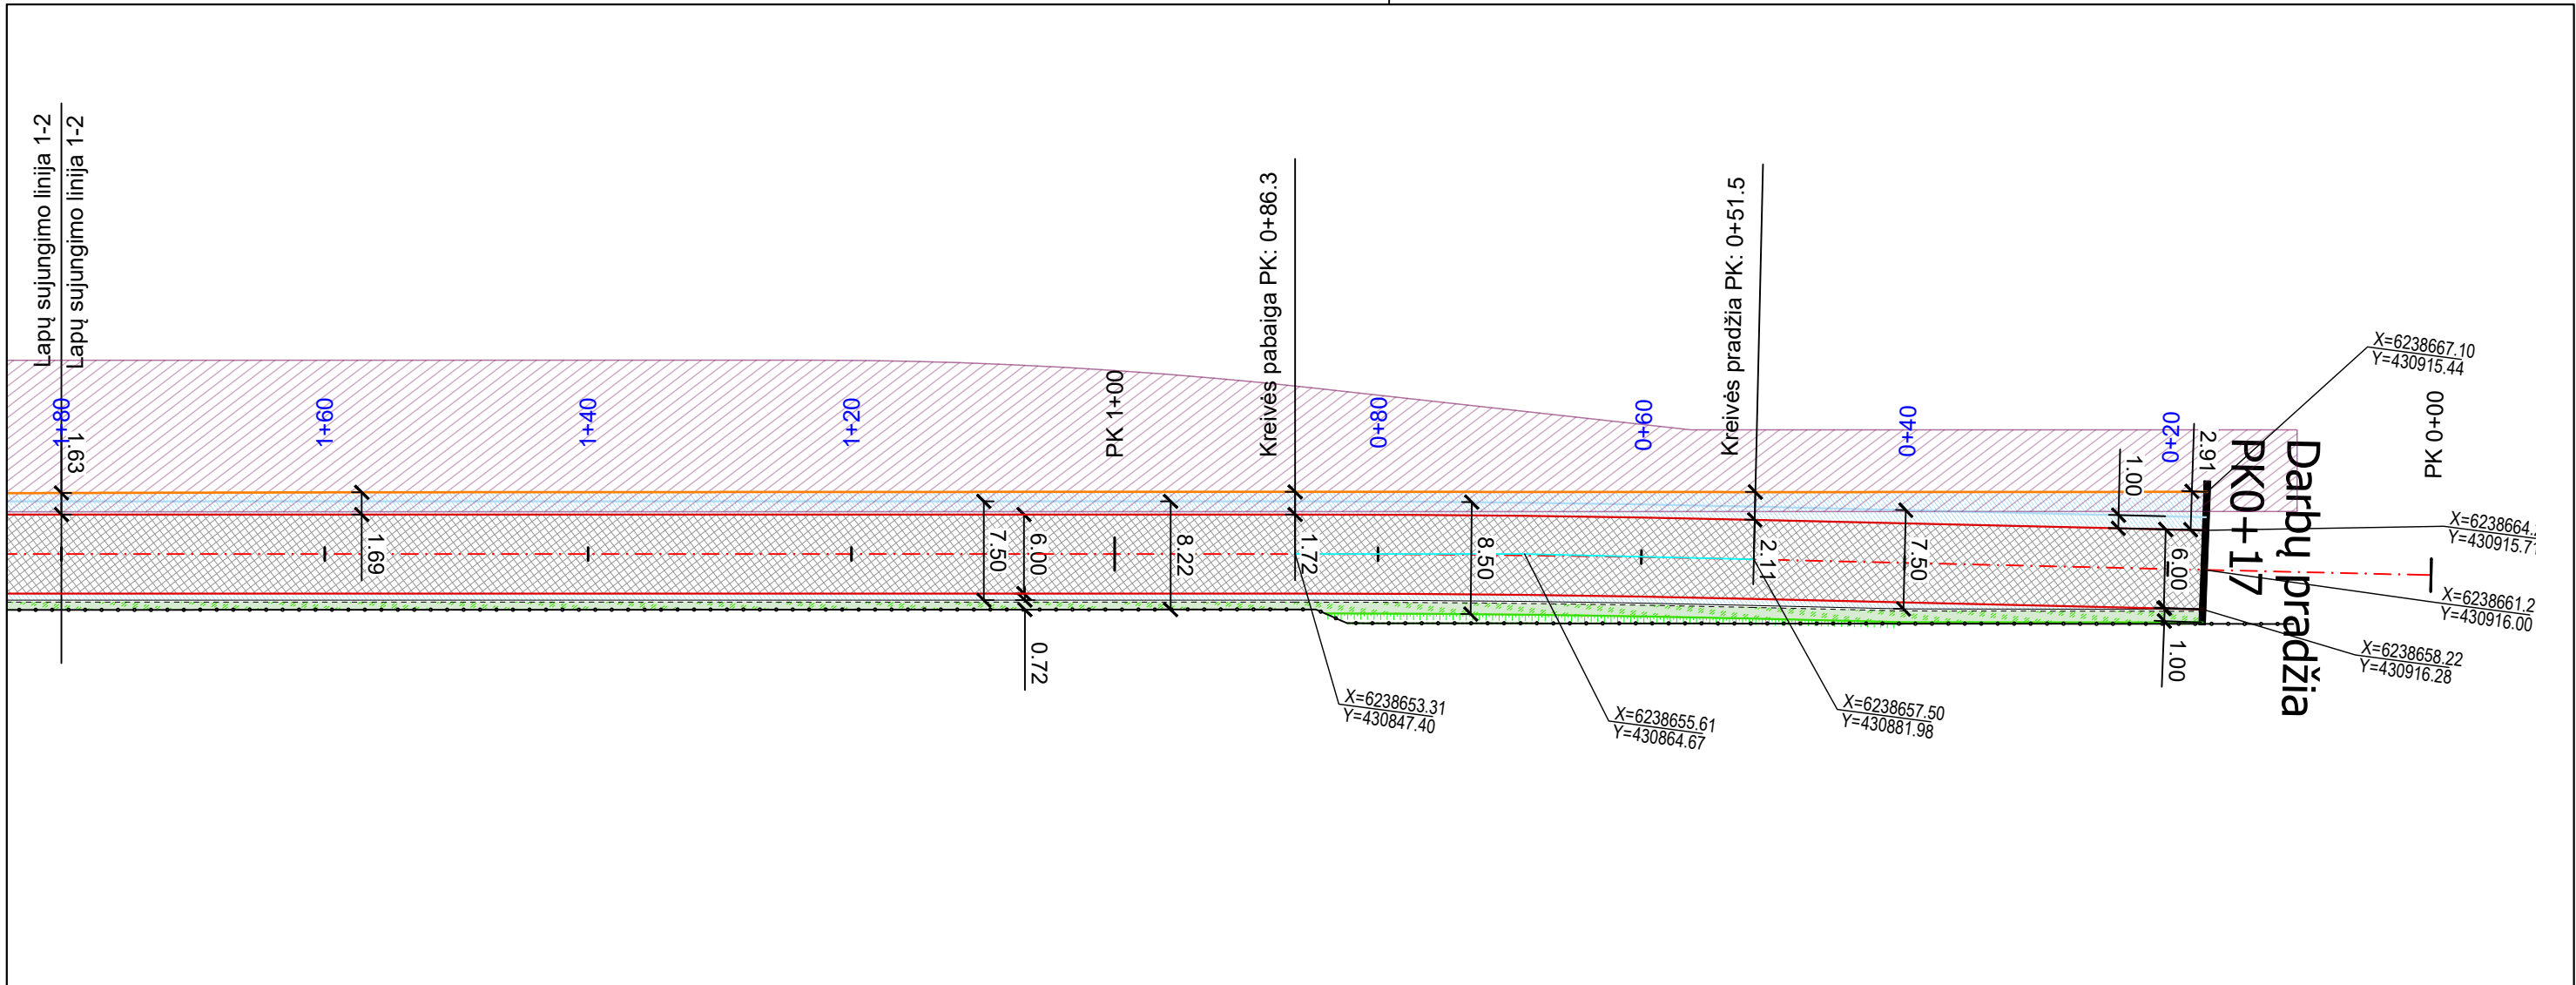 Lapų sujungimo linija 1-2
Lapų sujungimo linija 1-2
1+80
1.63
1+60
1.69
1+40
1+20
7.50
6.00
0.72
PK 1+00
8.22
Kreivės pabaiga PK: 0+86.3
1.72
0+80
8.50
0+60
Kreivės pradžia PK: 0+51.5
2.11
0+40
7.50
1.00
0+20
2.91
6.00
1.00
Darbų pradžia
PK0+17
PK 0+00
X=6238667.10
Y=430915.44
X=6238664.
Y=430915.71
X=6238661.2
Y=430916.00
X=6238658.22
Y=430916.28
X=6238657.50
Y=430881.98
X=6238655.61
Y=430864.67
X=6238653.31
Y=430847.40